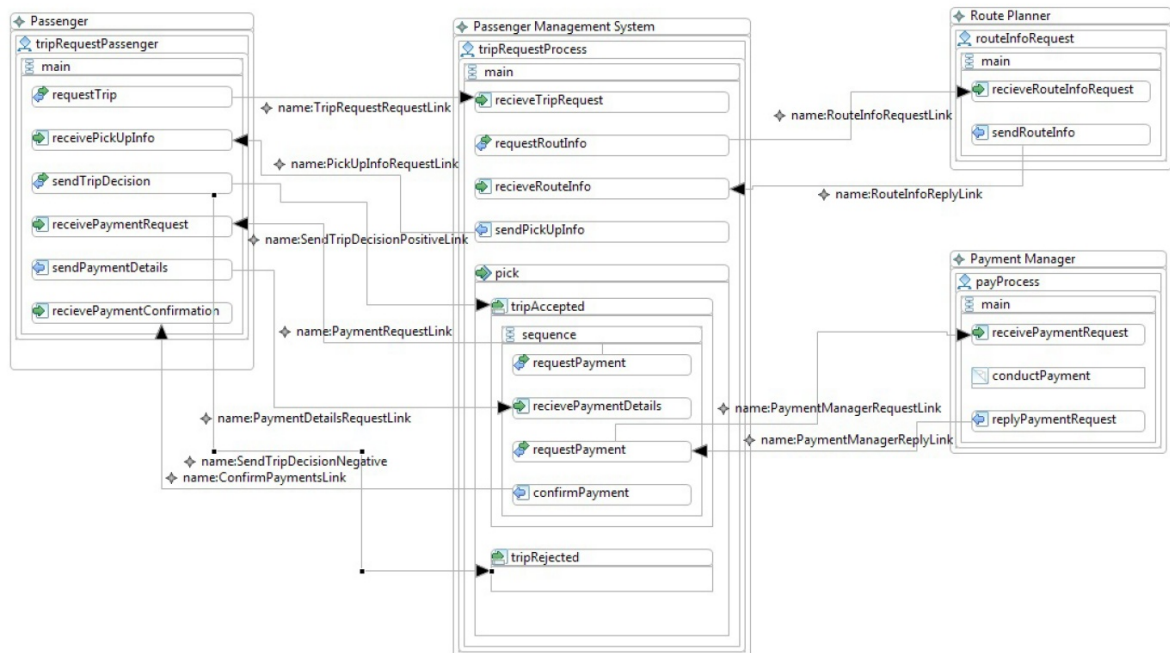 Passenger
tripRequestPassenger
main
requestTrip
receivePickUpInfo
sendTripDecision
receivePaymentRequest
sendPaymentDetails
recievePaymentConfirmation
name:TripRequestRequestLink
name:PickUpInfoRequestLink
name:SendTripDecisionPositiveLink
name:PaymentRequestLink
name:PaymentDetailsRequestLink
name:SendTripDecisionNegative
name:ConfirmPaymentsLink
Passenger Management System
tripRequestProcess
main
recieveTripRequest
requestRoutInfo
recieveRouteInfo
sendPickUpInfo
pick
tripAccepted
sequence
requestPayment
recievePaymentDetails
requestPayment
confirmPayment
tripRejected
name:RouteInfoRequestLink
name:RouteInfoReplyLink
name:PaymentManagerRequestLink
name:PaymentManagerReplyLink
Route Planner
routeInfoRequest
main
recieveRouteInfoRequest
sendRouteInfo
Payment Manager
payProcess
main
receivePaymentRequest
conductPayment
replyPaymentRequest